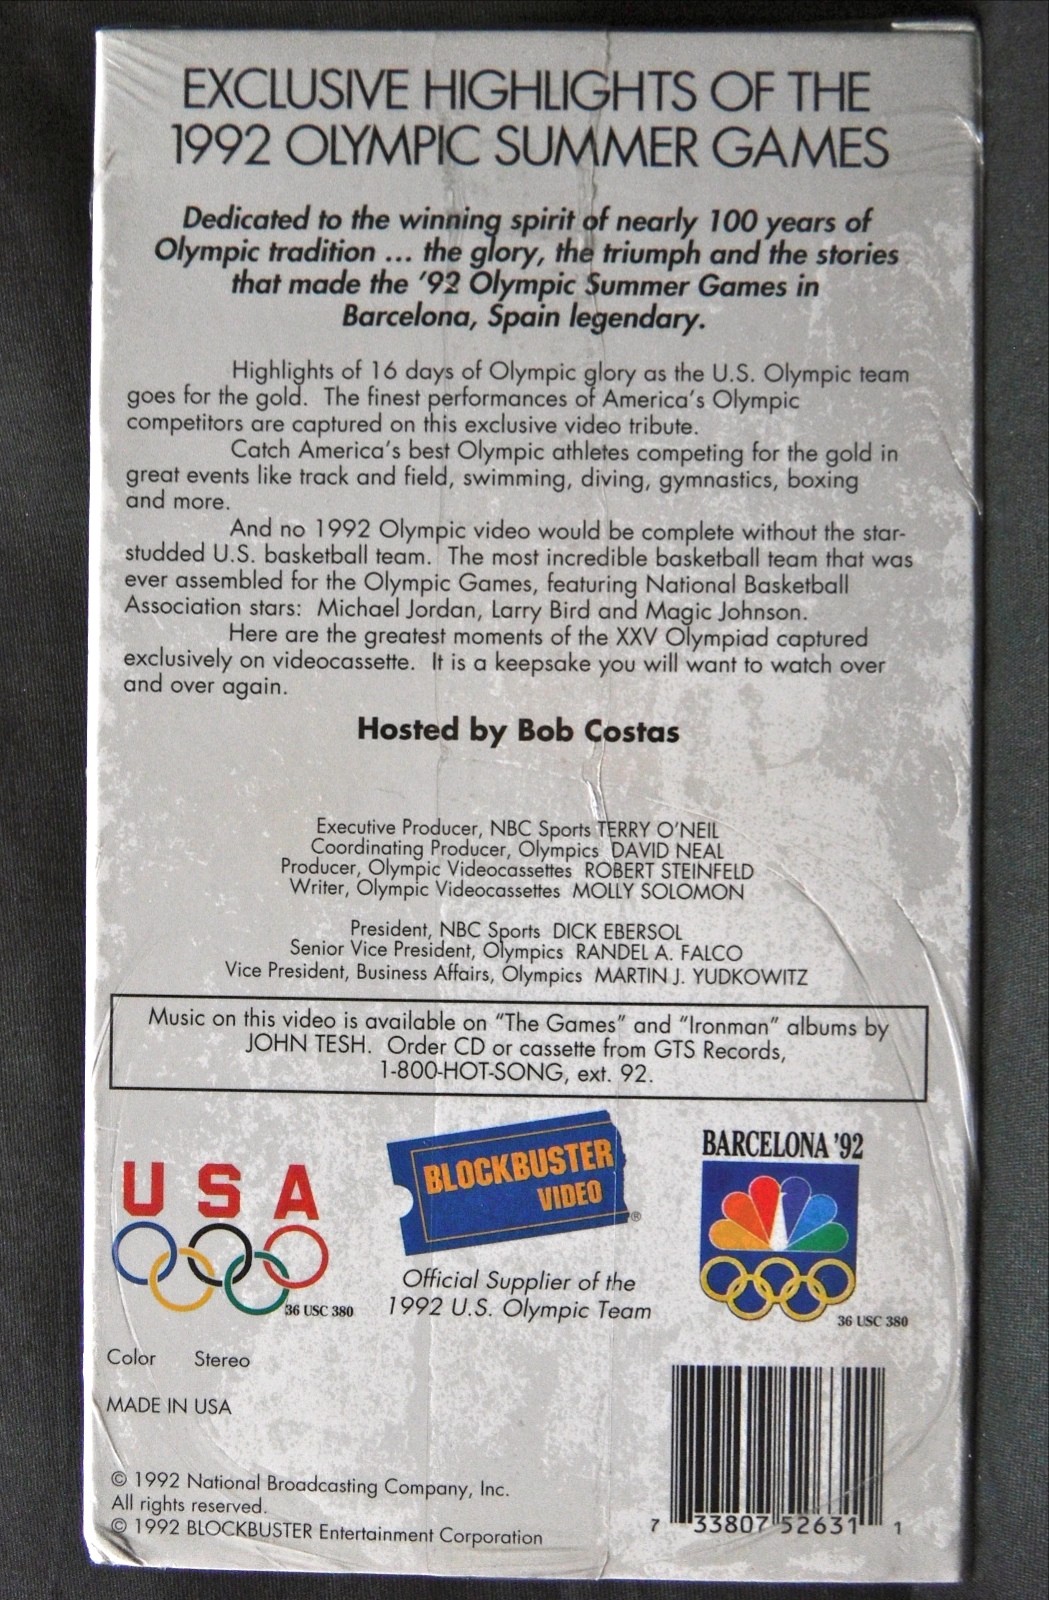 EXCLUSIVE HIGHLIGHTS OF THE
1992 OLYMPIC SUMMER GAMES
Dedicated to the winning spirit of nearly 100 years of
Olympic tradition ... the glory, the triumph and the stories
that made the '92 Olympic Summer Games in
Barcelona, Spain legendary.
Highlights of 16 days of Olympic glory as the U.S. Olympic team
goes for the gold. The finest performances of America's Olympic
competitors are captured on this exclusive video tribute.
Catch America's best Olympic athletes competing for the gold in
great events like track and field, swimming, diving, gymnastics, boxing
and more.
And no 1992 Olympic video would be complete without the star-
studded U.S. basketball team. The most incredible basketball team that was
ever assembled for the Olympic Games, featuring National Basketball
Association stars: Michael Jordan, Larry Bird and Magic Johnson.
Here are the greatest moments of the XXV Olympiad captured
exclusively on videocassette. It is a keepsake you will want to watch over
and over again.
Hosted by Bob Costas
Executive Producer, NBC Sports TERRY O'NEIL
Coordinating Producer, Olympics DAVID NEAL
Producer, Olympic Videocassettes ROBERT STEINFELD
Writer, Olympic Videocassettes MOLLY SOLOMON
President, NBC Sports DICK EBERSOL
Senior Vice President, Olympics RANDEL A. FALCO
Vice President, Business Affairs, Olympics MARTIN J. YUDKOWITZ
Music on this video is available on "The Games" and "Ironman" albums by
JOHN TESH. Order CD or cassette from GTS Records,
1-800-HOT-SONG, ext. 92.
USA
36 USC 380
BLOCKBUSTER
VIDEO
®
Official Supplier of the
1992 U.S. Olympic Team
BARCELONA '92
36 USC 380
Color Stereo
MADE IN USA
© 1992 National Broadcasting Company, Inc.
All rights reserved.
© 1992 BLOCKBUSTER Entertainment Corporation
7 33807 52631 1